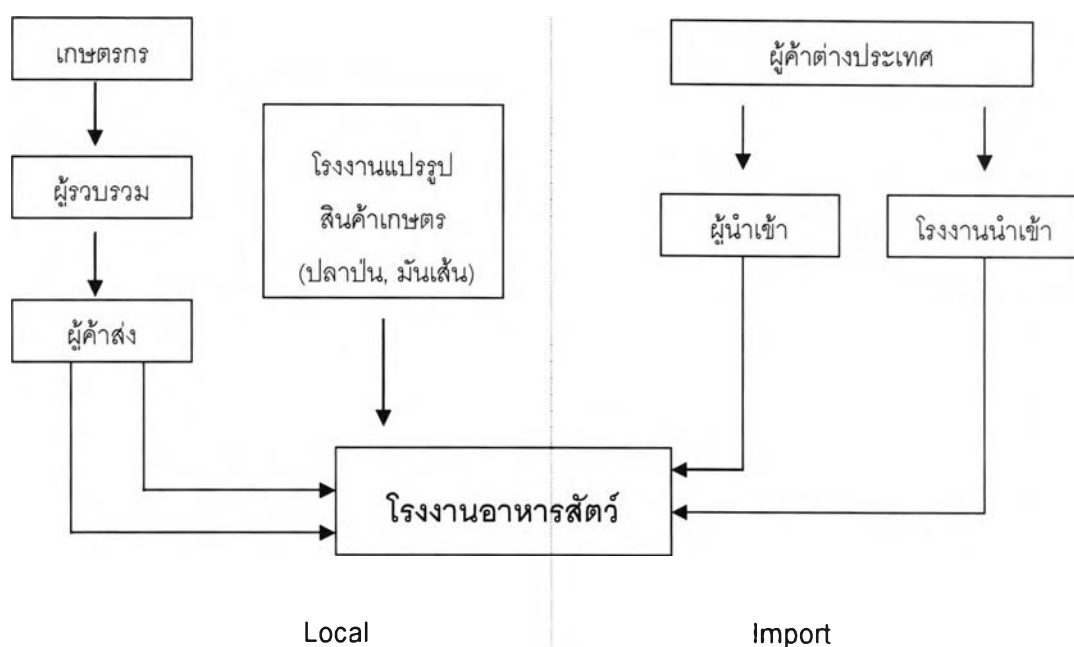 เกษตรกร
ผู้รวบรวม
ผู้ค้าส่ง
โรงงานแปรรูป
สินค้าเกษตร
(ปลาป่น, มันเส้น)
ผู้ค้าต่างประเทศ
ผู้นำเข้า
โรงงานนำเข้า
โรงงานอาหารสัตว์
Local
Import